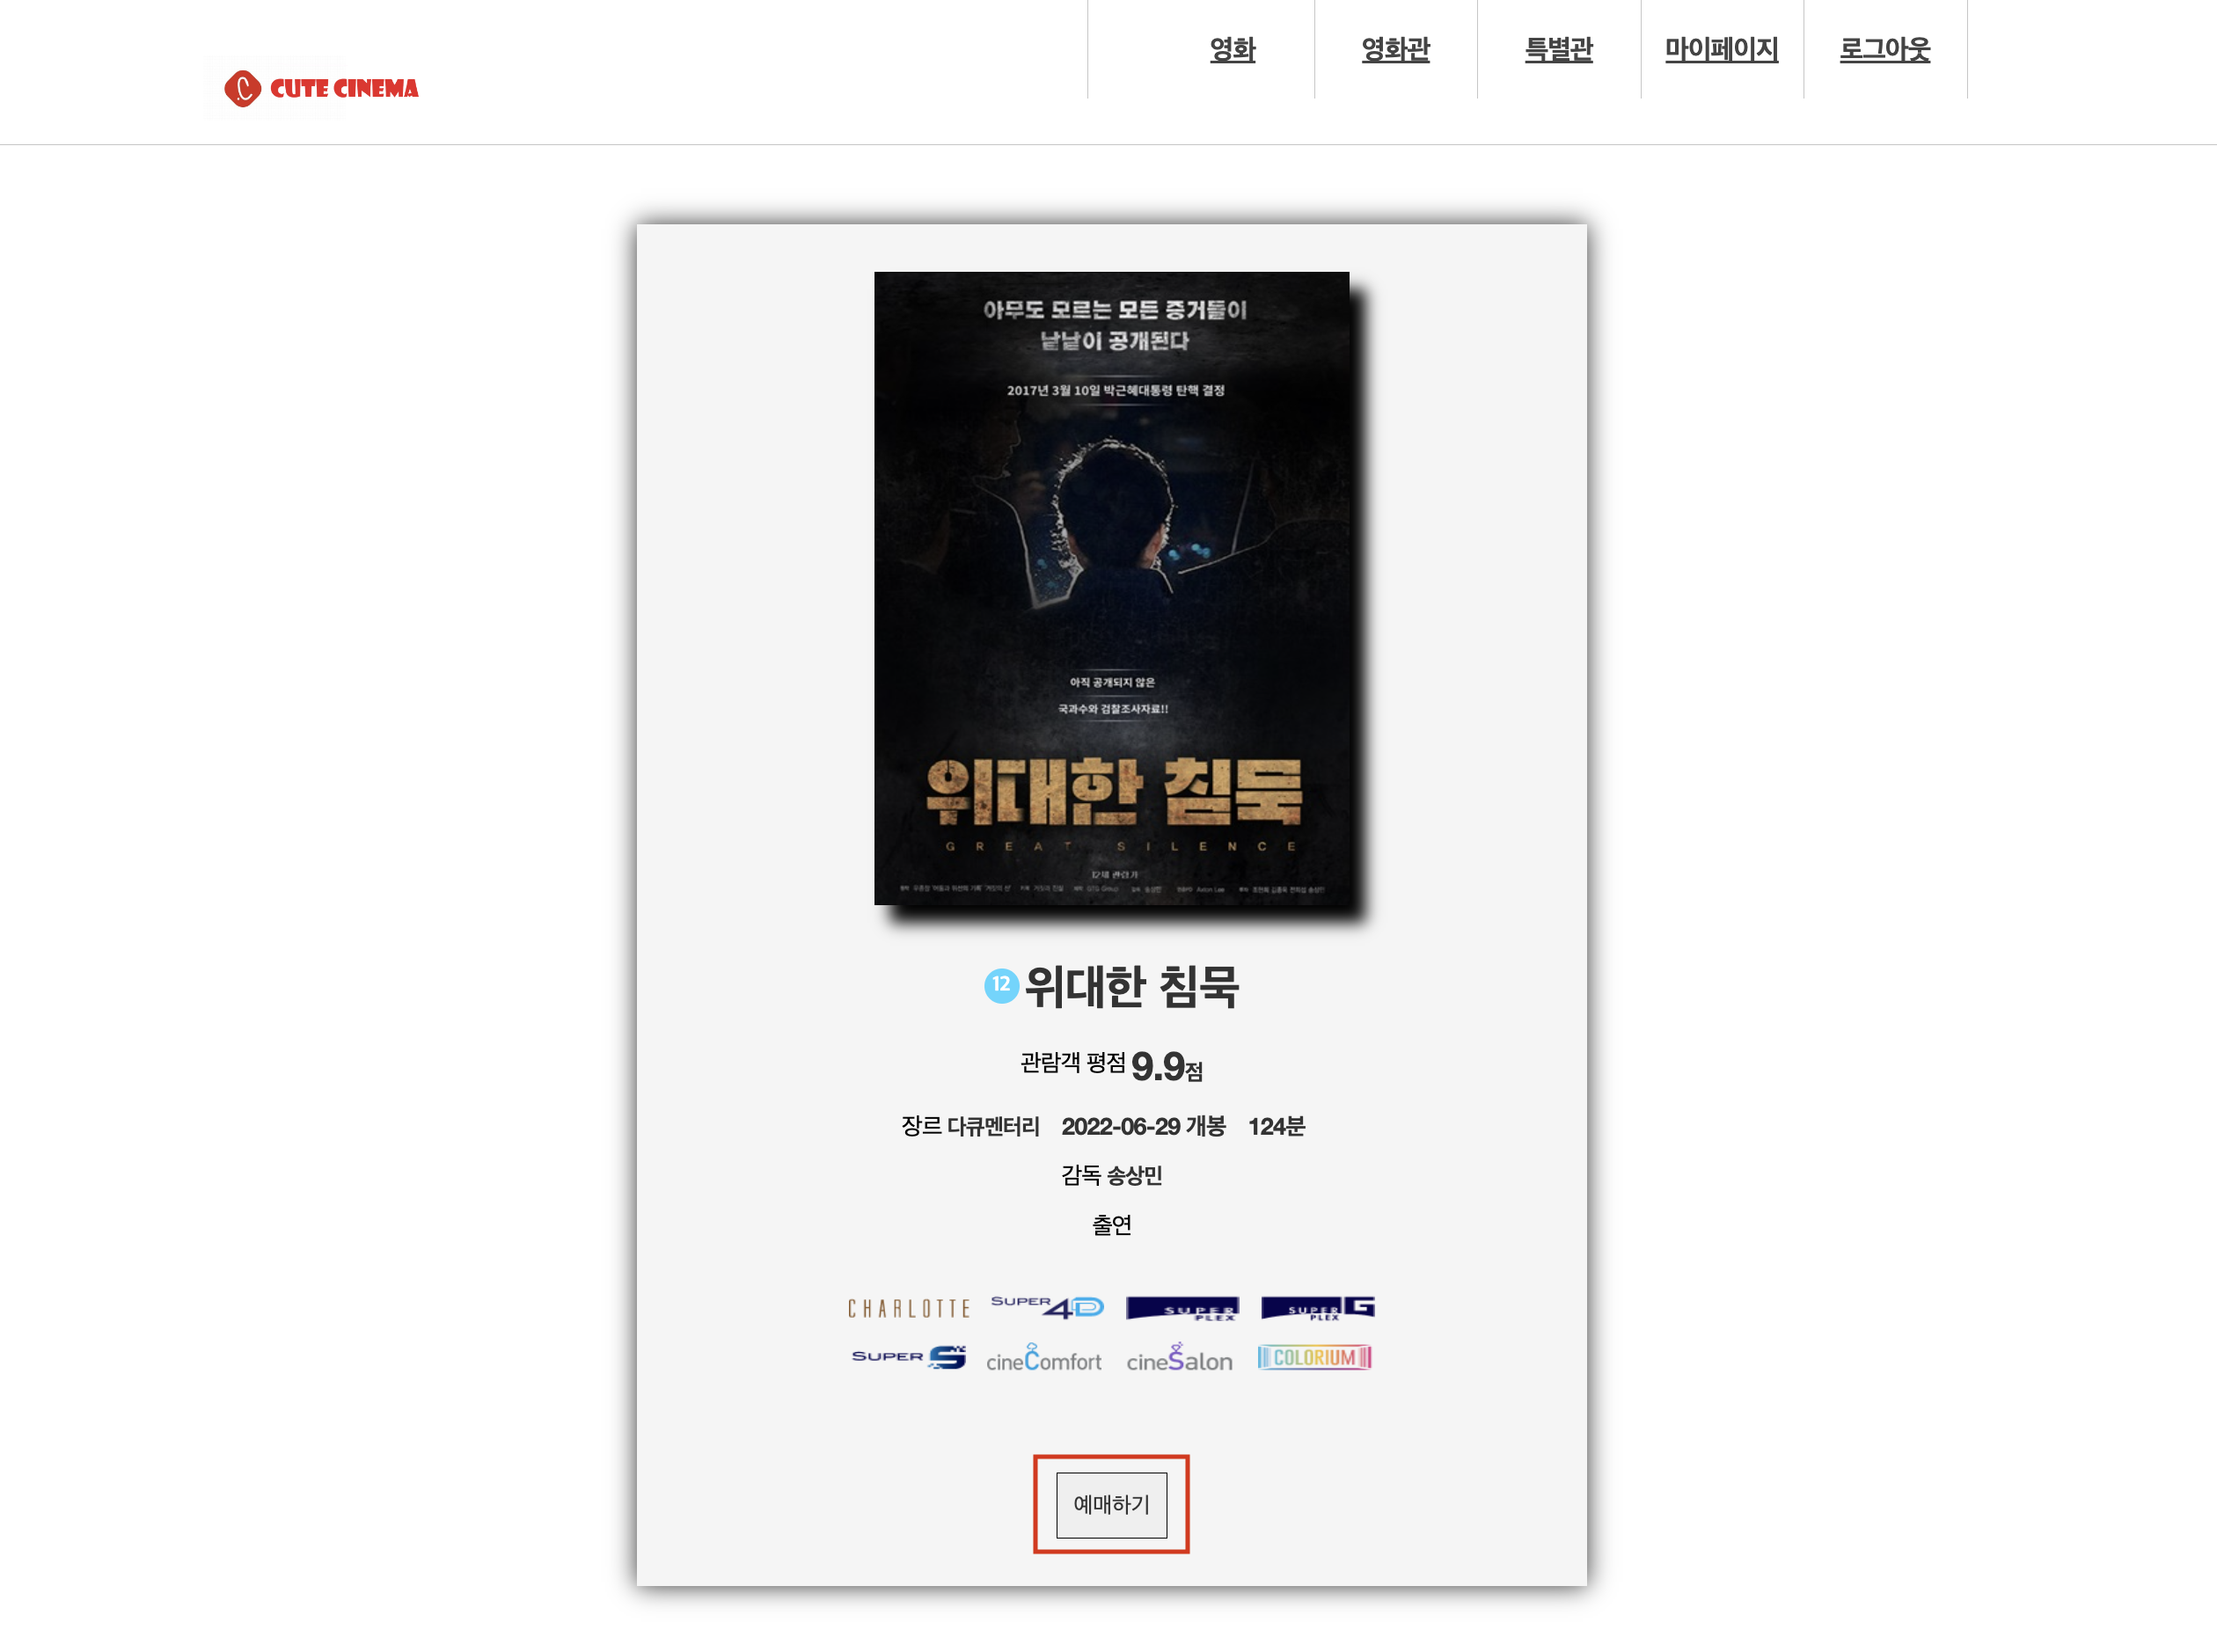 영화 영화관 특별관 마이페이지 로그아웃
CUTE CINEMA
아무도 모르는 모든 증거들이
낱낱이 공개된다
2017년 3월 10일 박근혜대통령 탄핵 결정
아직 공개되지 않은
국과수와 검찰조사자료!!
위대한 침묵
GREAT SILENCE
12세 관람가
12 위대한 침묵
관람객 평점 9.9점
장르 다큐멘터리 2022-06-29 개봉 124분
감독 송상민
출연
CHARLOTTE SUPER 4D SUPER PLEX SUPER PLEX G
SUPER S cineComfort cineSalon COLORIUM
예매하기